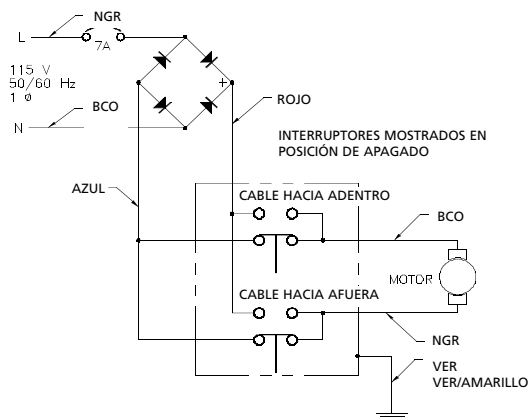 NGR
L
7A
115 V
50/60 Hz
1 ø
+
BCO
N
ROJO
INTERRUPTORES MOSTRADOS EN
POSICIÓN DE APAGADO
AZUL
CABLE HACIA ADENTRO
BCO
CABLE HACIA AFUERA
MOTOR
NGR
VER
VER/AMARILLO